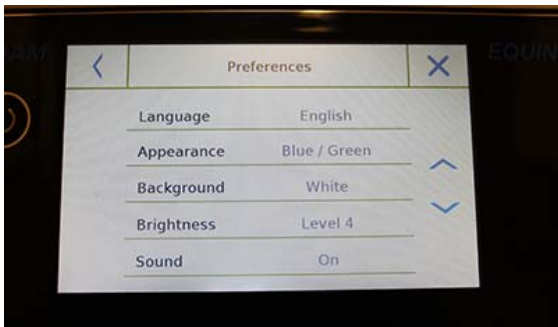 Preferences
Language English
Appearance Blue / Green
Background White
Brightness Level 4
Sound On